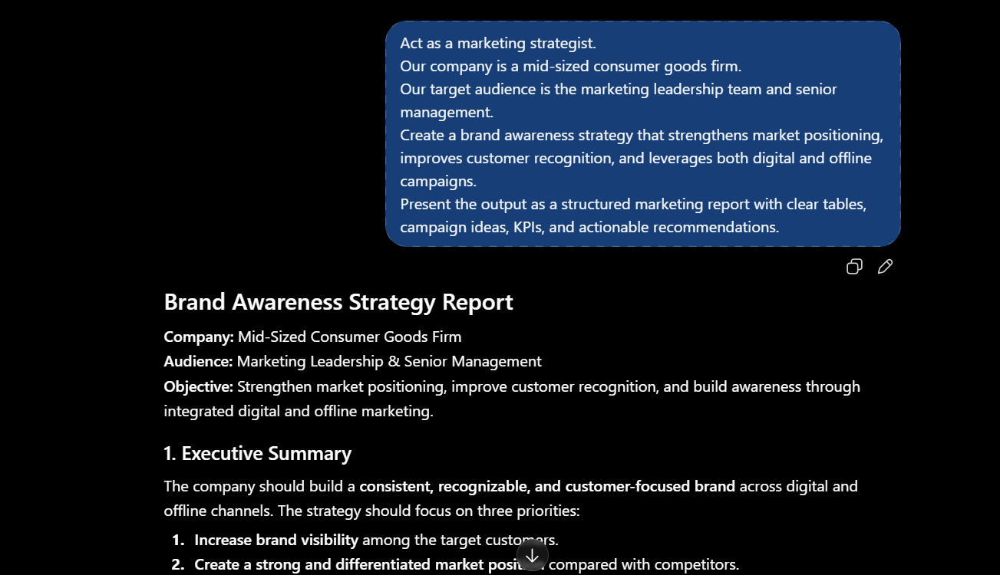 Act as a marketing strategist.
Our company is a mid-sized consumer goods firm.
Our target audience is the marketing leadership team and senior
management.
Create a brand awareness strategy that strengthens market positioning,
improves customer recognition, and leverages both digital and offline
campaigns.
Present the output as a structured marketing report with clear tables,
campaign ideas, KPIs, and actionable recommendations.
Brand Awareness Strategy Report
Company: Mid-Sized Consumer Goods Firm
Audience: Marketing Leadership & Senior Management
Objective: Strengthen market positioning, improve customer recognition, and build awareness through
integrated digital and offline marketing.
1. Executive Summary
The company should build a consistent, recognizable, and customer-focused brand across digital and
offline channels. The strategy should focus on three priorities:
1. Increase brand visibility among the target customers.
2. Create a strong and differentiated market position compared with competitors.